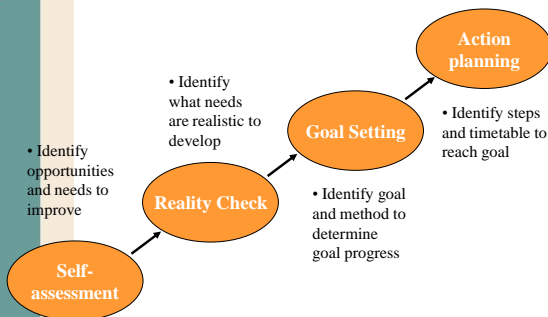 Action
planning
• Identify
what needs
are realistic to
develop
Goal Setting
• Identify steps
and timetable to
reach goal
• Identify
opportunities
and needs to
improve
Reality Check
• Identify goal
and method to
determine
goal progress
Self-
assessment